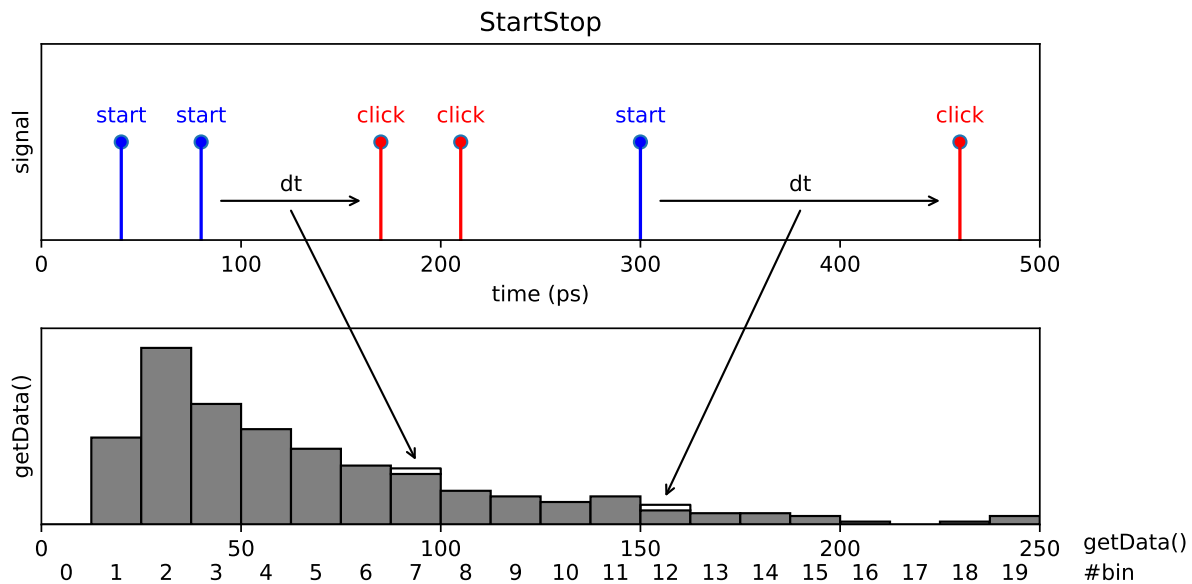 StartStop
signal
start start click click start click
dt dt
0 100 200 300 400 500
time (ps)
getData()
0 50 100 150 200 250 getData()
0 1 2 3 4 5 6 7 8 9 10 11 12 13 14 15 16 17 18 19 #bin